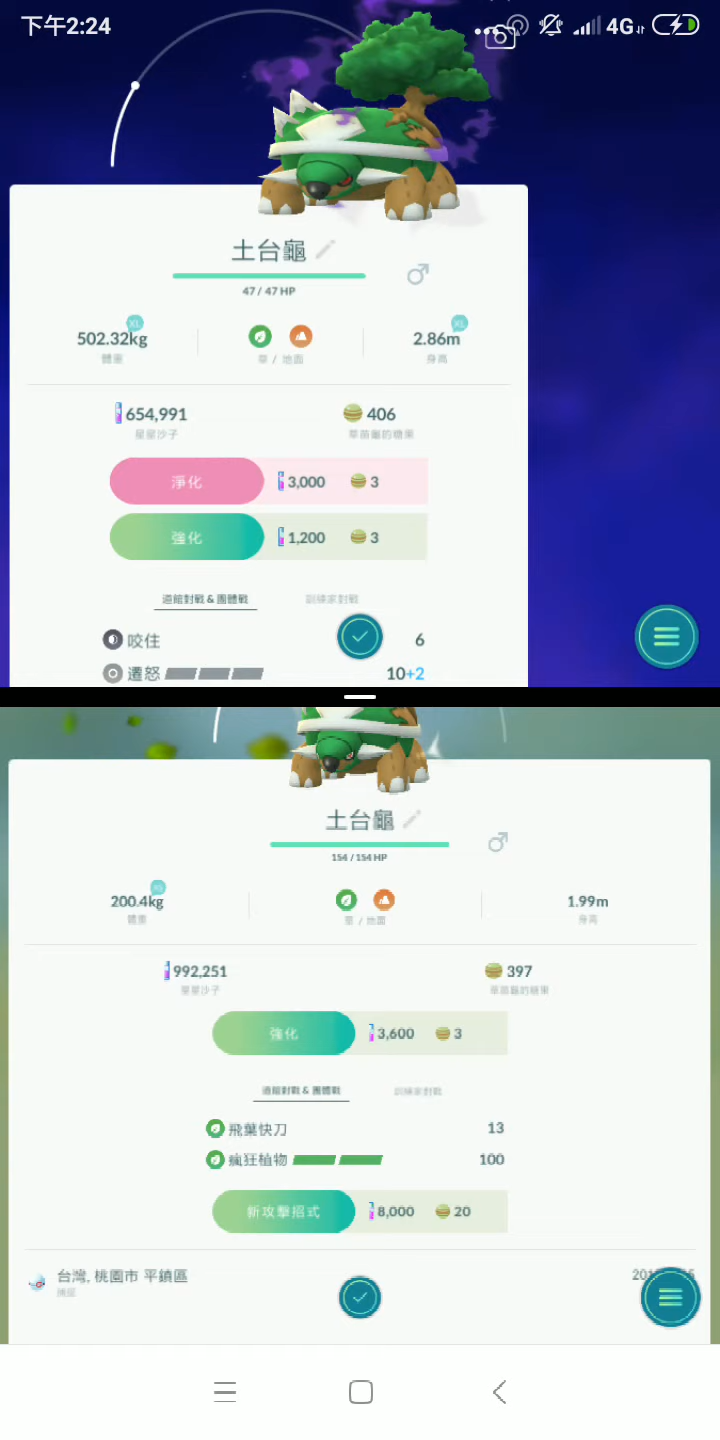 下午2:24
4G
土台龜
47 / 47 HP
XL
XL
502.32kg
2.86m
體重
草 / 地面
身高
654,991
406
星星沙子
草苗龜的糖果
淨化
3,000
3
強化
1,200
3
道館對戰 & 團體戰
訓練家對戰
咬住
6
遷怒
10+2
土台龜
154 / 154 HP
XS
200.4kg
1.99m
體重
草 / 地面
身高
992,251
397
星星沙子
草苗龜的糖果
強化
3,600
3
道館對戰 & 團體戰
訓練家對戰
飛葉快刀
13
瘋狂植物
100
新攻擊招式
8,000
20
台灣, 桃園市 平鎮區
捕捉